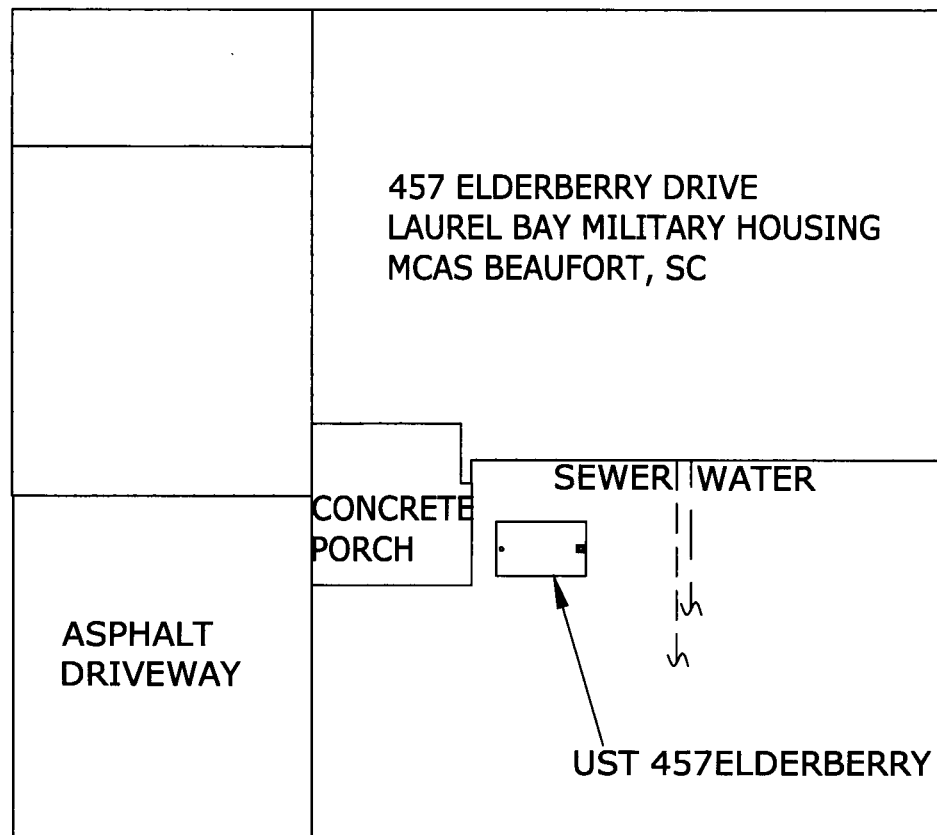 457 ELDERBERRY DRIVE
LAUREL BAY MILITARY HOUSING
MCAS BEAUFORT, SC
SEWER WATER
CONCRETE
PORCH
ASPHALT
DRIVEWAY
UST 457ELDERBERRY